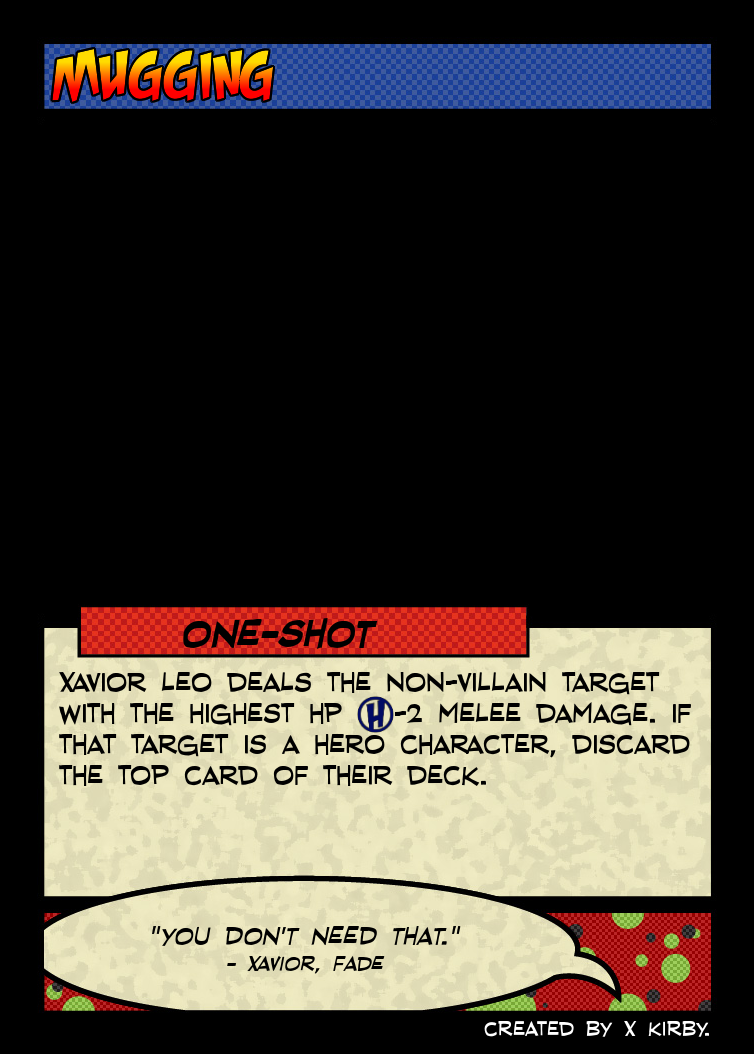 MUGGING
ONE-SHOT
XAVIOR LEO DEALS THE NON-VILLAIN TARGET
WITH THE HIGHEST HP H-2 MELEE DAMAGE. IF
THAT TARGET IS A HERO CHARACTER, DISCARD
THE TOP CARD OF THEIR DECK.
"YOU DON'T NEED THAT."
- XAVIOR, FADE
CREATED BY X KIRBY.